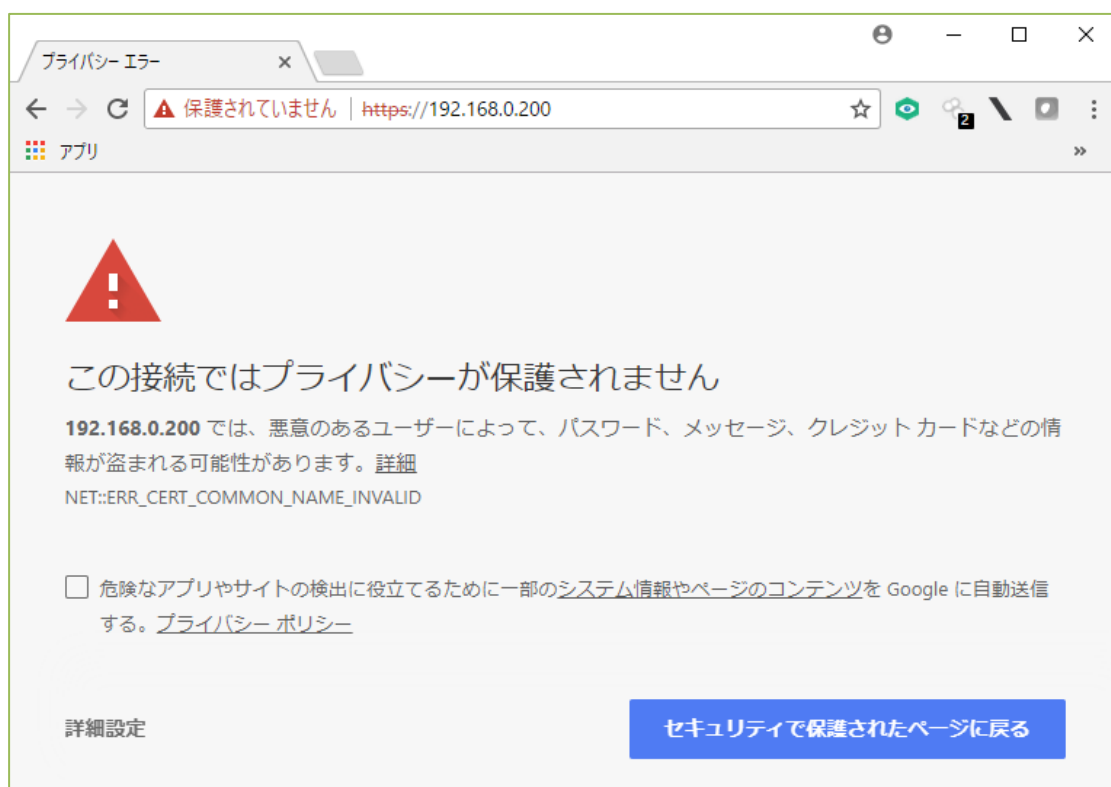 プライバシー エラー
保護されていません | https://192.168.0.200
2
アプリ
»
この接続ではプライバシーが保護されません
192.168.0.200 では、悪意のあるユーザーによって、パスワード、メッセージ、クレジット カードなどの情
報が盗まれる可能性があります。詳細
NET::ERR_CERT_COMMON_NAME_INVALID
危険なアプリやサイトの検出に役立てるために一部のシステム情報やページのコンテンツを Google に自動送信
する。プライバシー ポリシー
詳細設定
セキュリティで保護されたページに戻る